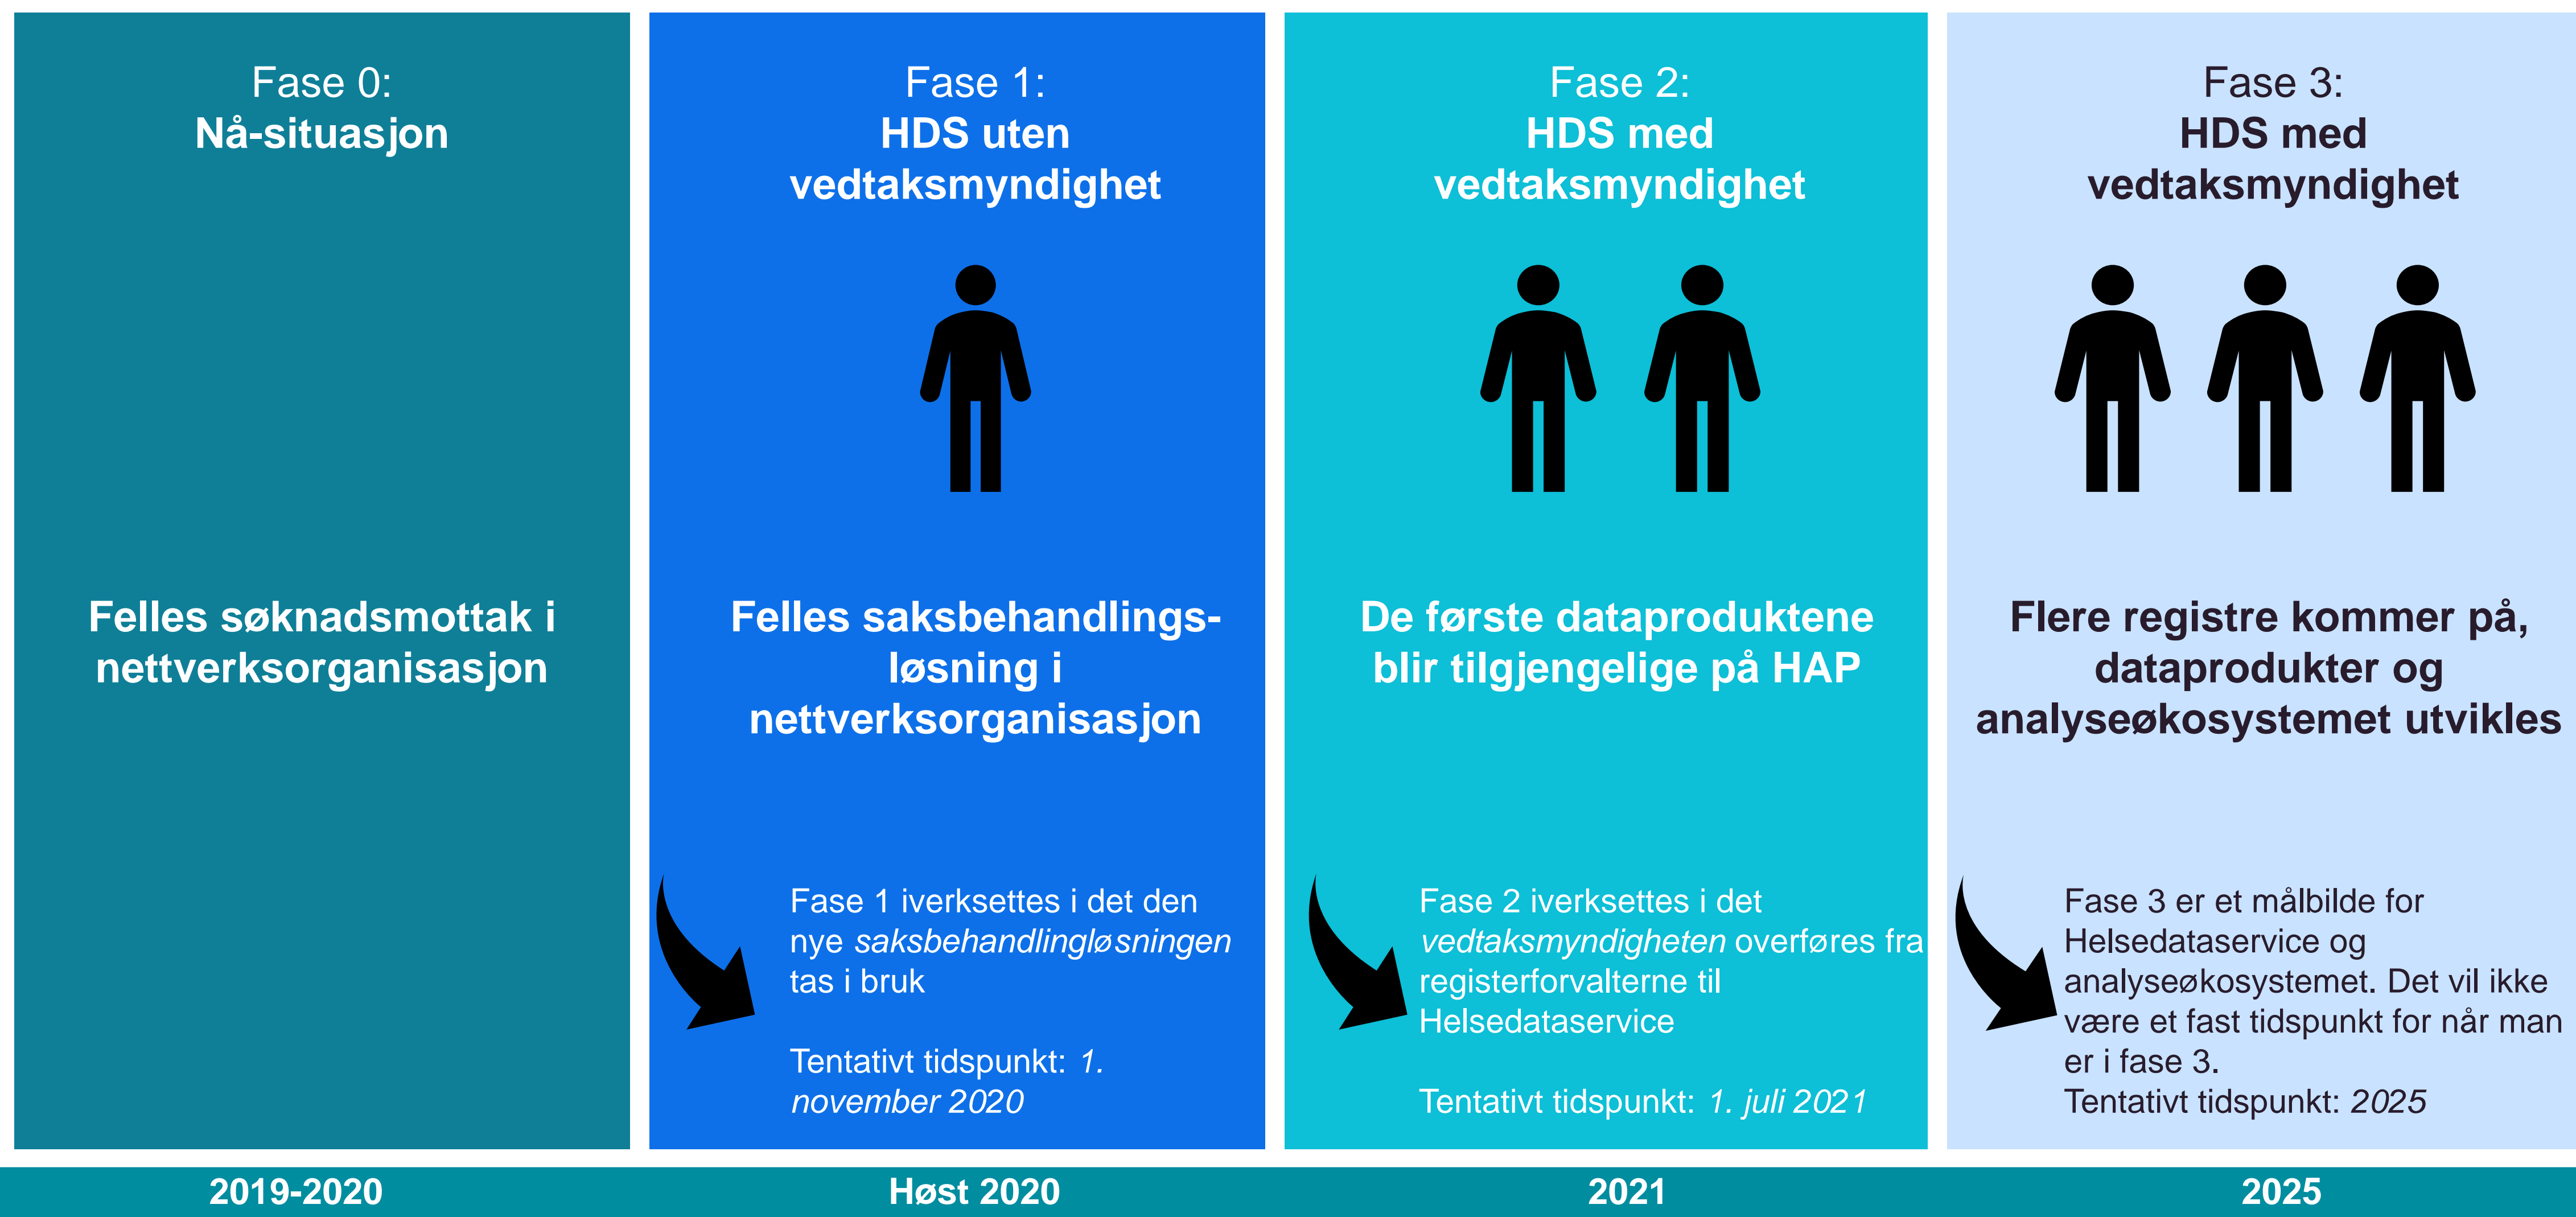 Fase 0:
Nå-situasjon
Felles søknadsmottak i
nettverksorganisasjon
Fase 1:
HDS uten
vedtaksmyndighet
Felles saksbehandlings-
løsning i
nettverksorganisasjon
Fase 1 iverksettes i det den
nye saksbehandlingløsningen
tas i bruk
Tentativt tidspunkt: 1.
november 2020
Fase 2:
HDS med
vedtaksmyndighet
De første dataproduktene
blir tilgjengelige på HAP
Fase 2 iverksettes i det
vedtaksmyndigheten overføres fra
registerforvalterne til
Helsedataservice
Tentativt tidspunkt: 1. juli 2021
Fase 3:
HDS med
vedtaksmyndighet
Flere registre kommer på,
dataprodukter og
analyseøkosystemet utvikles
Fase 3 er et målbilde for
Helsedataservice og
analyseøkosystemet. Det vil ikke
være et fast tidspunkt for når man
er i fase 3.
Tentativt tidspunkt: 2025
2019-2020
Høst 2020
2021
2025